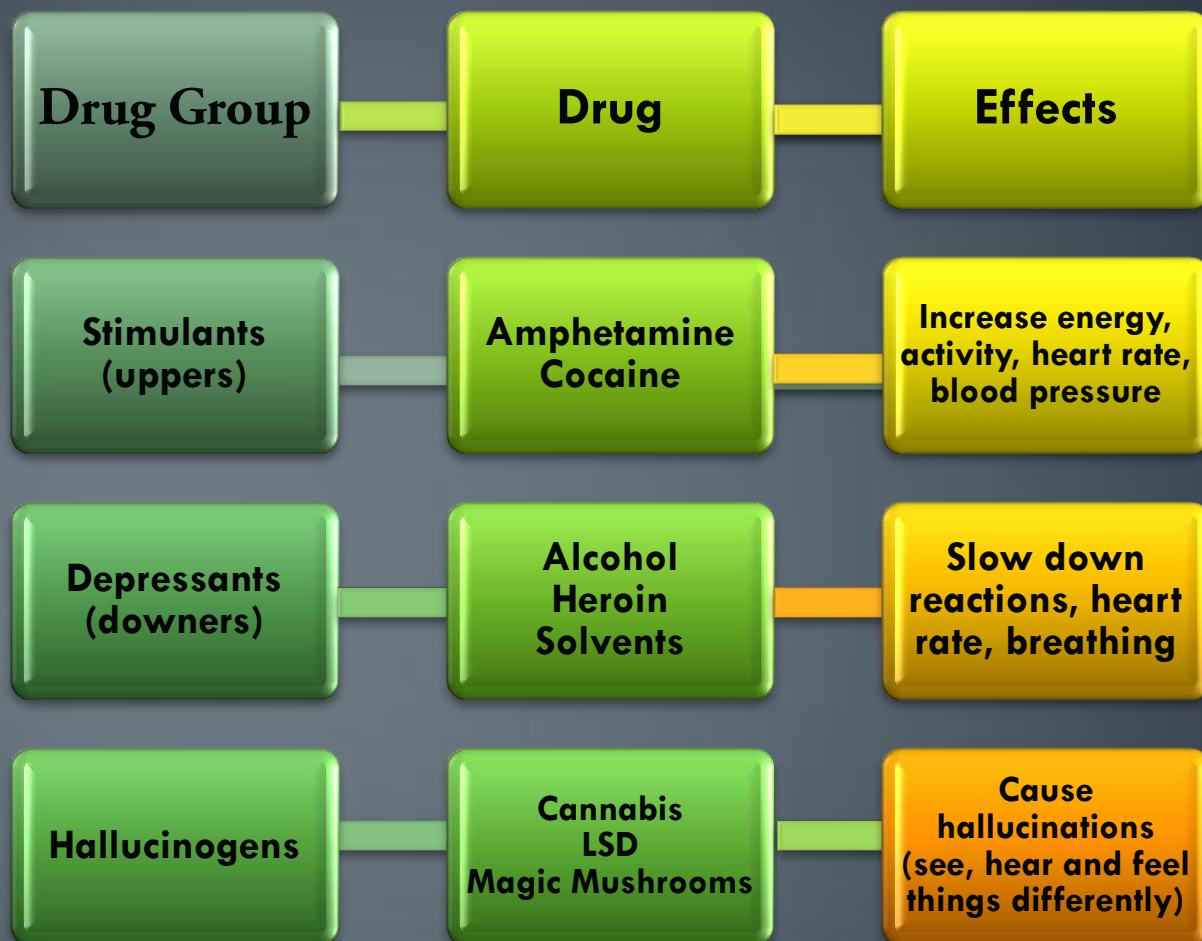 Drug Group
Drug
Effects
Stimulants
(uppers)
Amphetamine
Cocaine
Increase energy,
activity, heart rate,
blood pressure
Depressants
(downers)
Alcohol
Heroin
Solvents
Slow down
reactions, heart
rate, breathing
Hallucinogens
Cannabis
LSD
Magic Mushrooms
Cause
hallucinations
(see, hear and feel
things differently)